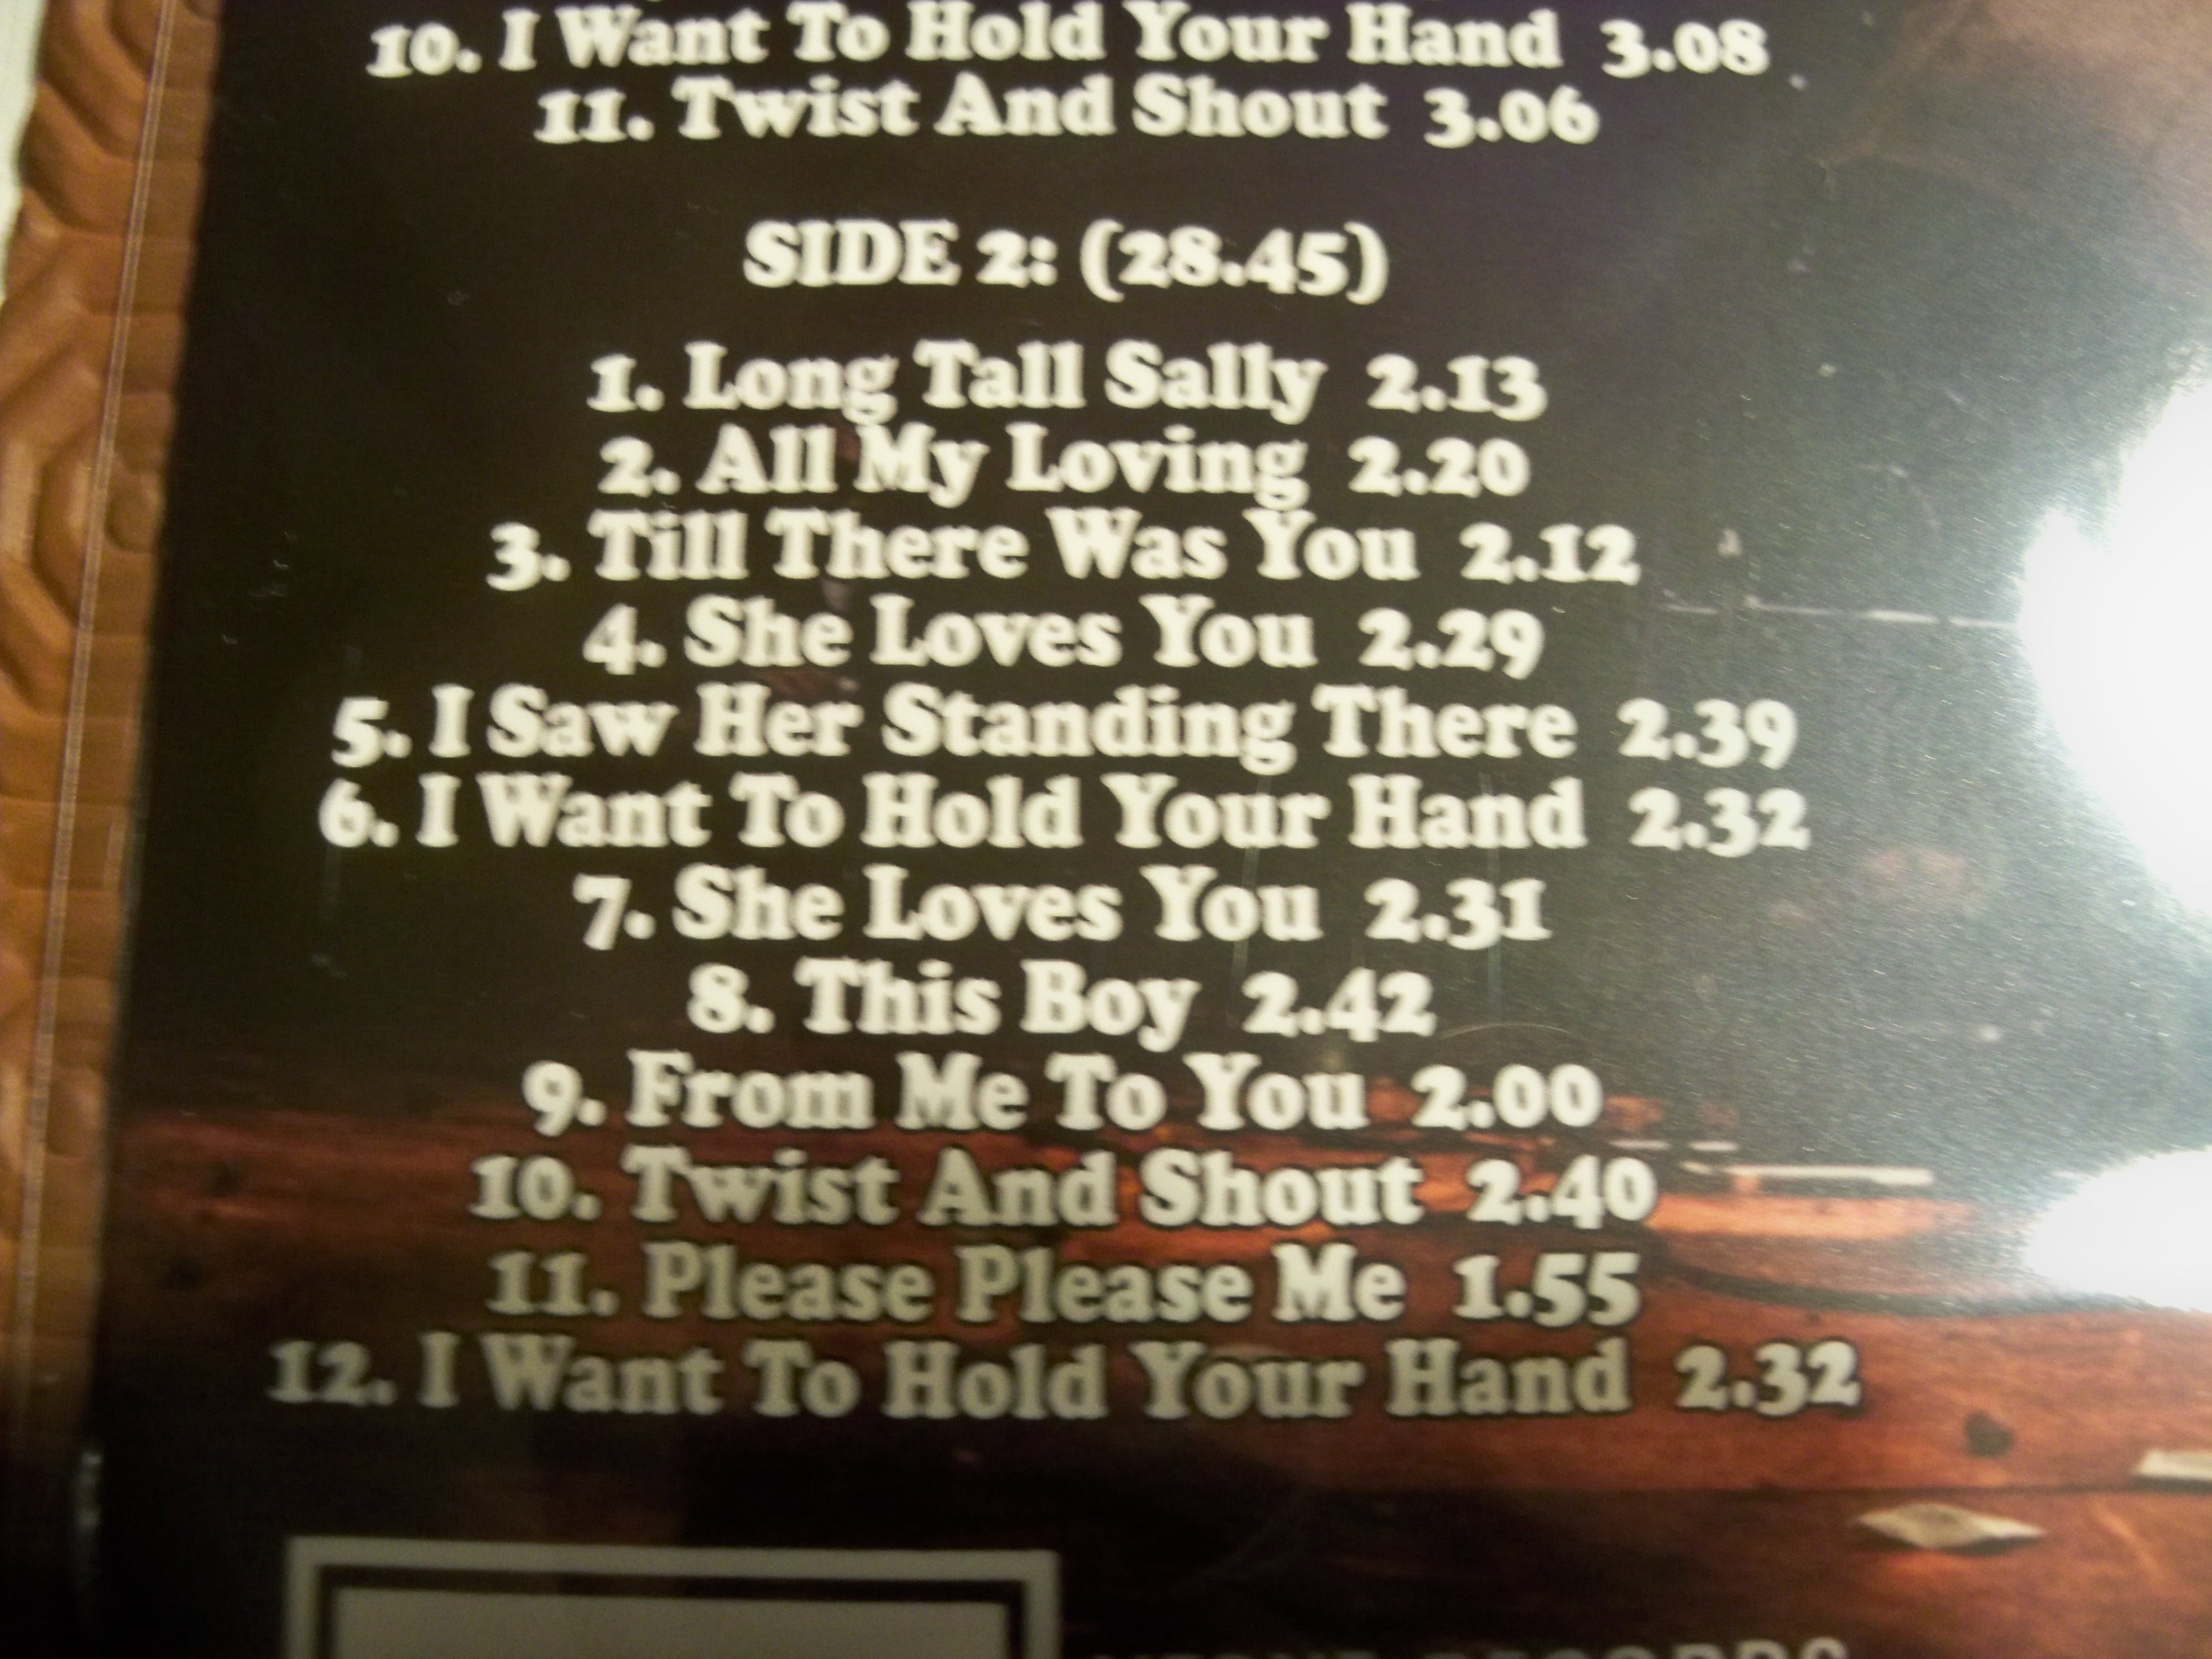 10. I Want To Hold Your Hand 3.08
11. Twist And Shout 3.06
SIDE 2: (28.45)
1. Long Tall Sally 2.13
2. All My Loving 2.20
3. Till There Was You 2.12
4. She Loves You 2.29
5. I Saw Her Standing There 2.39
6. I Want To Hold Your Hand 2.32
7. She Loves You 2.31
8. This Boy 2.42
9. From Me To You 2.00
10. Twist And Shout 2.40
11. Please Please Me 1.55
12. I Want To Hold Your Hand 2.32